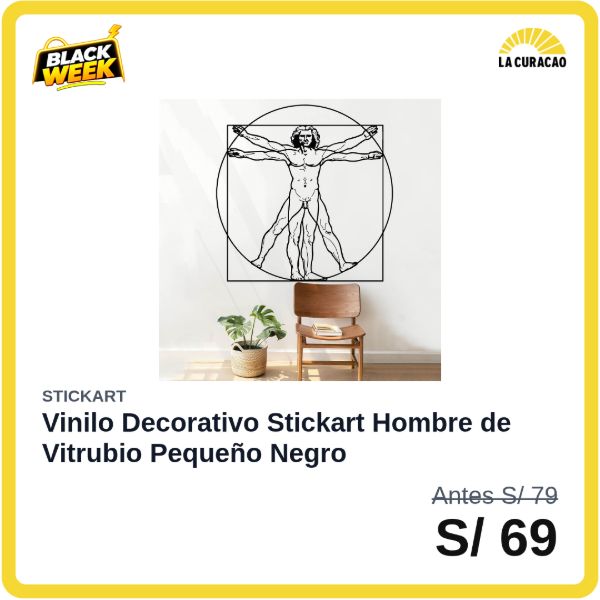 BLACK
WEEK
LA CURACAO
STICKART
Vinilo Decorativo Stickart Hombre de
Vitrubio Pequeño Negro
Antes S/ 79
S/ 69